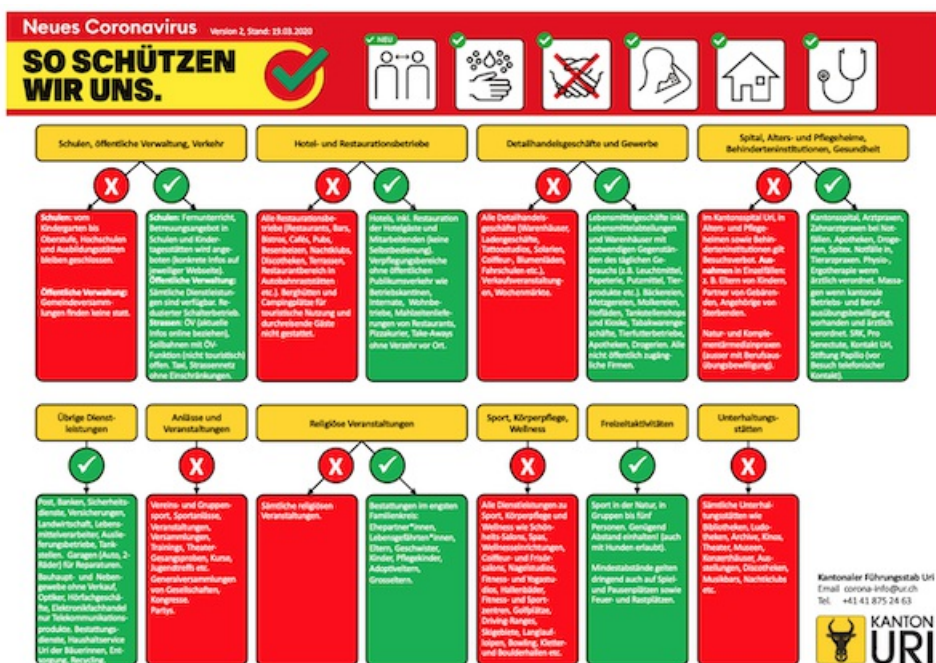 Neues Coronavirus Version 2, Stand: 19.03.2020
SO SCHÜTZEN
WIR UNS.
NEU
Schulen, öffentliche Verwaltung, Verkehr
Hotel- und Restaurationsbetriebe
Detailhandelsgeschäfte und Gewerbe
Spital, Alters- und Pflegeheime,
Behinderteninstitutionen, Gesundheit
X
X
X
X
Schulen: vom
Kindergarten bis
Oberstufe, Hochschulen
und Ausbildungsstätten
bleiben geschlossen.
Öffentliche Verwaltung:
Gemeindeversamm-
lungen finden keine statt.
Schulen: Fernunterricht,
Betreuungsangebot in
Schulen und Kinder-
tagesstätten wird ange-
boten (konkrete Infos auf
jeweiliger Webseite).
Öffentliche Verwaltung:
Sämtliche Dienstleistun-
gen sind verfügbar. Re-
duzierter Schalterbetrieb.
Strassen: ÖV (aktuelle
Infos online beziehen),
Seilbahnen mit ÖV-
Funktion (nicht touristisch)
offen. Taxi, Strassennetz
ohne Einschränkungen.
Alle Restaurationsbe-
triebe (Restaurants, Bars,
Bistros, Cafés, Pubs,
Besenbeizen, Nachtklubs,
Discotheken, Terrassen,
Restaurantbereich in
Autobahnraststätten
etc.). Berghütten und
Campingplätze für
touristische Nutzung und
durchreisende Gäste
nicht gestattet.
Hotels, inkl. Restauration
der Hotelgäste und
Mitarbeitenden (keine
Selbstbedienung).
Verpflegungsbereiche
ohne öffentlichen
Publikumsverkehr wie
Betriebskantinen,
Internate, Wohnbe-
triebe, Mahlzeitenliefe-
rungen von Restaurants,
Pizzakurier, Take-Aways
ohne Verzehr vor Ort.
Alle Detailhandels-
geschäfte (Warenhäuser,
Ladengeschäfte,
Tattoostudios, Solarien,
Coiffeur-, Blumenläden,
Fahrschulen etc.),
Verkaufsveranstaltun-
gen, Wochenmärkte.
Lebensmittelgeschäfte inkl.
Lebensmittelabteilungen
und Warenhäuser mit
notwendigen Gegenstän-
den des täglichen Ge-
brauchs (z.B. Leuchtmittel,
Papeterie, Putzmittel, Tier-
produkte etc.). Bäckereien,
Metzgereien, Molkereien,
Hofläden, Tankstellenshops
und Kioske, Tabakwarenge-
schäfte, Tierfutterbetriebe,
Apotheken, Drogerien. Alle
nicht öffentlich zugäng-
liche Firmen.
Im Kantonsspital Uri, in
Alters- und Pflege-
heimen sowie Behin-
derteninstitutionen gilt
Besuchsverbot. Aus-
nahmen in Einzelfällen:
z. B. Eltern von Kindern,
Partner von Gebären-
den, Angehörige von
Sterbenden.
Natur- und Komple-
mentärmedizinpraxen
(ausser mit Berufsaus-
übungsbewilligung).
Kantonsspital, Arztpraxen,
Zahnarztpraxen bei Not-
fällen. Apotheken, Droge-
rien, Spitex. Notfälle in
Tierarztpraxen. Physio-,
Ergotherapie wenn
ärztlich verordnet. Massa-
gen wenn kantonale
Betriebs- und Beruf-
ausübungsbewilligung
vorhanden und ärztlich
verordnet. SRK, Pro
Senectute, Kontakt Uri,
Stiftung Papilio (vor
Besuch telefonischer
Kontakt).
Übrige Dienst-
leistungen
Anlässe und
Veranstaltungen
Religiöse Veranstaltungen
Sport, Körperpflege,
Wellness
Freizeitaktivitäten
Unterhaltungs-
stätten
X
X
X
X
Post, Banken, Sicherheits-
dienste, Versicherungen,
Landwirtschaft, Lebens-
mittelverarbeiter, Auslie-
ferungsbetriebe, Tank-
stellen. Garagen (Auto, 2-
Räder) für Reparaturen.
Bauhaupt- und Neben-
gewebe ohne Verkauf,
Optiker, Hörfachgeschä-
fte, Elektronikfachhandel
nur Telekommunikations-
produkte. Bestattungs-
dienste, Haushaltservice
Uri der Bäuerinnen, Ent-
sorgung, Recycling.
Vereins- und Gruppen-
sport, Sportanlässe,
Veranstaltungen,
Versammlungen,
Trainings, Theater-
Gesangsproben, Kurse,
Jugendtreffs etc.
Generalversammlungen
von Gesellschaften,
Kongresse.
Partys.
Sämtliche religiösen
Veranstaltungen.
Bestattungen im engsten
Familienkreis:
Ehepartner*innen,
Lebensgefährten*innen,
Eltern, Geschwister,
Kinder, Pflegekinder,
Adoptiveltern,
Grosseltern.
Alle Dienstleistungen zu
Sport, Körperpflege und
Wellness wie Schön-
heits-Salons, Spas,
Wellnesseinrichtungen,
Coiffeur- und Frisör-
salons, Nagelstudios,
Fitness- und Yogastu-
dios, Hallenbäder,
Fitness- und Sport-
zentren, Golfplätze,
Driving-Ranges,
Skigebiete, Langlauf-
loipen, Bowling, Kletter-
und Boulderhallen etc.
Sport in der Natur, in
Gruppen bis fünf
Personen. Genügend
Abstand einhalten! (auch
mit Hunden erlaubt).
Mindestabstände gelten
dringend auch auf Spiel-
und Pausenplätzen sowie
Feuer- und Rastplätzen.
Sämtliche Unterhal-
tungsstätten wie
Bibliotheken, Ludo-
theken, Archive, Kinos,
Theater, Museen,
Konzerthäuser, Aus-
stellungen, Discotheken,
Musikbars, Nachtclubs
etc.
Kantonaler Führungsstab Uri
Email corona-info@ur.ch
Tel. +41 41 875 24 63
KANTON
URI